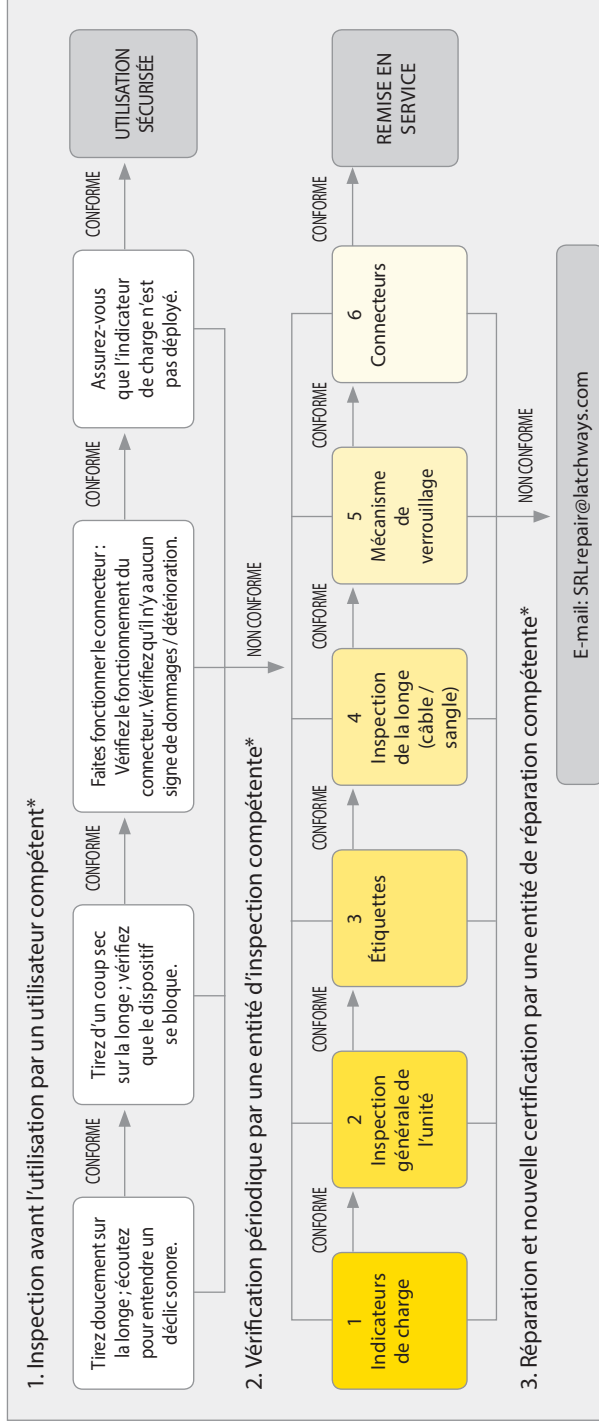 1. Inspection avant l'utilisation par un utilisateur compétent*
Tirez doucement sur
la longe ; écoutez
pour entendre un
déclic sonore.
CONFORME
Tirez d'un coup sec
sur la longe ; vérifiez
que le dispositif
se bloque.
CONFORME
Faites fonctionner le connecteur :
Vérifiez le fonctionnement du
connecteur. Vérifiez qu'il n'y a aucun
signe de dommages / détérioration.
CONFORME
Assurez-vous
que l'indicateur
de charge n'est
pas déployé.
CONFORME
UTILISATION
SÉCURISÉE
NON CONFORME
2. Vérification périodique par une entité d'inspection compétente*
1
Indicateurs
de charge
CONFORME
2
Inspection
générale de
l'unité
CONFORME
3
Étiquettes
CONFORME
4
Inspection
de la longe
(câble /
sangle)
CONFORME
5
Mécanisme
de
verrouillage
CONFORME
6
Connecteurs
CONFORME
REMISE EN
SERVICE
NON CONFORME
3. Réparation et nouvelle certification par une entité de réparation compétente*
E-mail: SRLrepair@latchways.com